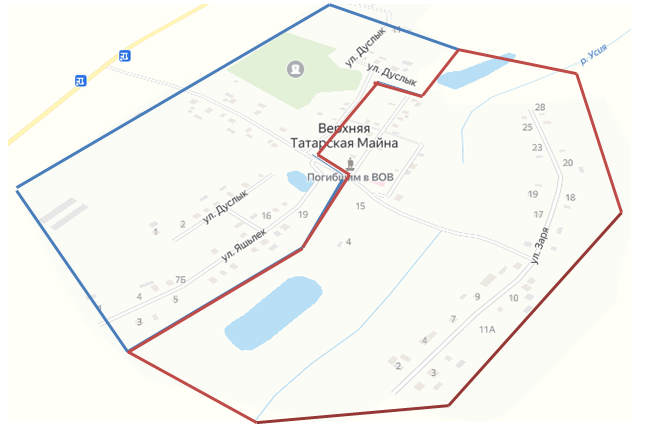 ул. Дуслык
ул. Дуслык
р. Усия
Верхняя
Татарская Майна
Погибшим в ВОВ
28
25
23
20
19
18
17
15
16
19
ул. Дуслык
1
2
4
ул. Яшьлек
ул. Заря
7Б
4
5
3
9
10
7
11А
4
2
3